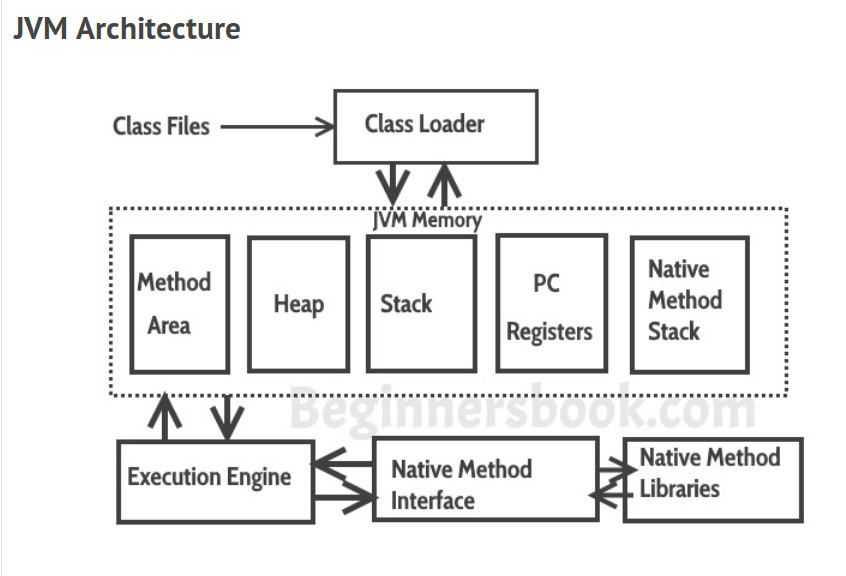 JVM Architecture
Class Files
Class Loader
JVM Memory
Method
Area
Heap
Stack
PC
Registers
Native
Method
Stack
Beginnersbook.com
Execution Engine
Native Method
Interface
Native Method
Libraries